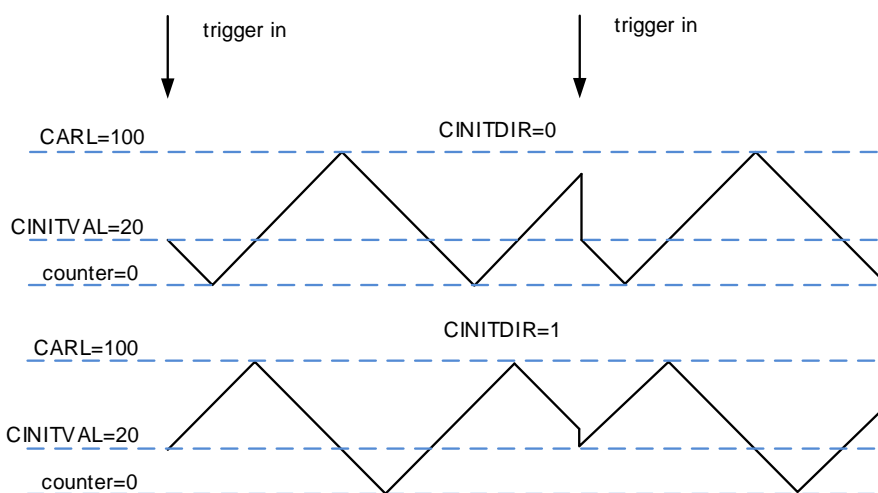 trigger in
trigger in
CINITDIR=0
CARL=100
CINITVAL=20
counter=0
CINITDIR=1
CARL=100
CINITVAL=20
counter=0